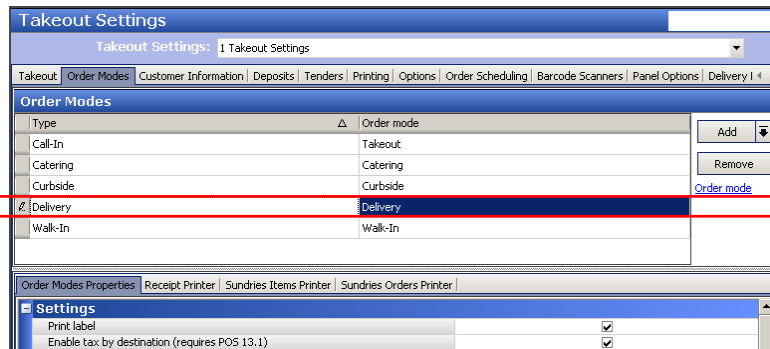 Takeout Settings
Takeout Settings: 1 Takeout Settings
Takeout Order Modes Customer Information Deposits Tenders Printing Options Order Scheduling Barcode Scanners Panel Options Delivery
Order Modes
Type Order mode
Call-In Takeout
Add
Catering Catering
Remove
Curbside Curbside
Order mode
Delivery Delivery
Walk-In Walk-In
Order Modes Properties Receipt Printer Sundries Items Printer Sundries Orders Printer
Settings
Print label
Enable tax by destination (requires POS 13.1)